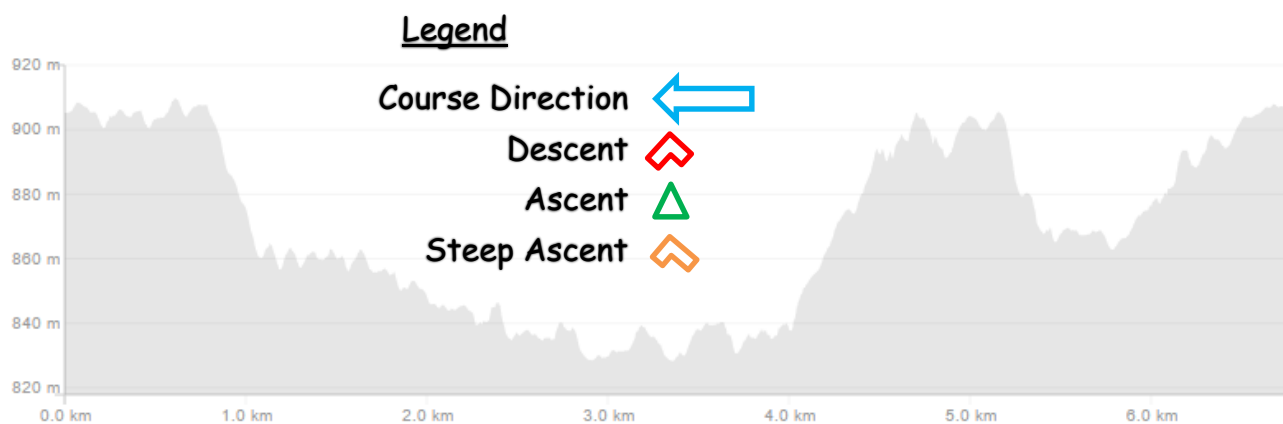 Legend
920 m
Course Direction
900 m
Descent
880 m
Ascent
860 m
Steep Ascent
840 m
820 m
0.0 km 1.0 km 2.0 km 3.0 km 4.0 km 5.0 km 6.0 km